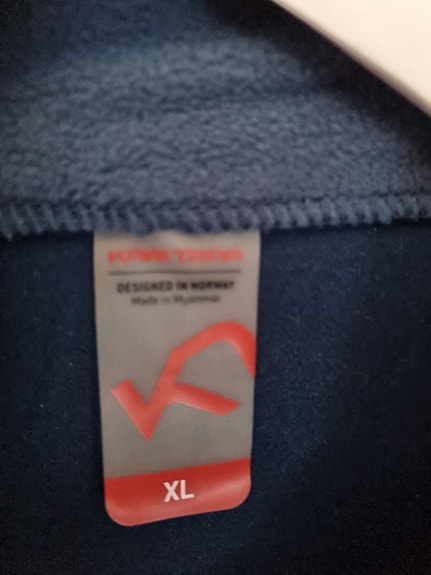 KARI TRAA
DESIGNED IN NORWAY
Made in Myanmar
XL